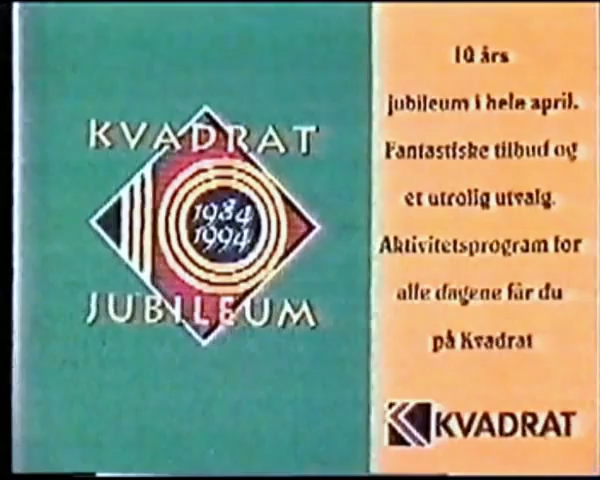 KVADRAT
1984
1994
JUBILEUM
10 års
jubileum i hele april.
Fantastiske tilbud og
et utrolig utvalg.
Aktivitetsprogram for
alle dagene får du
på Kvadrat
KVADRAT